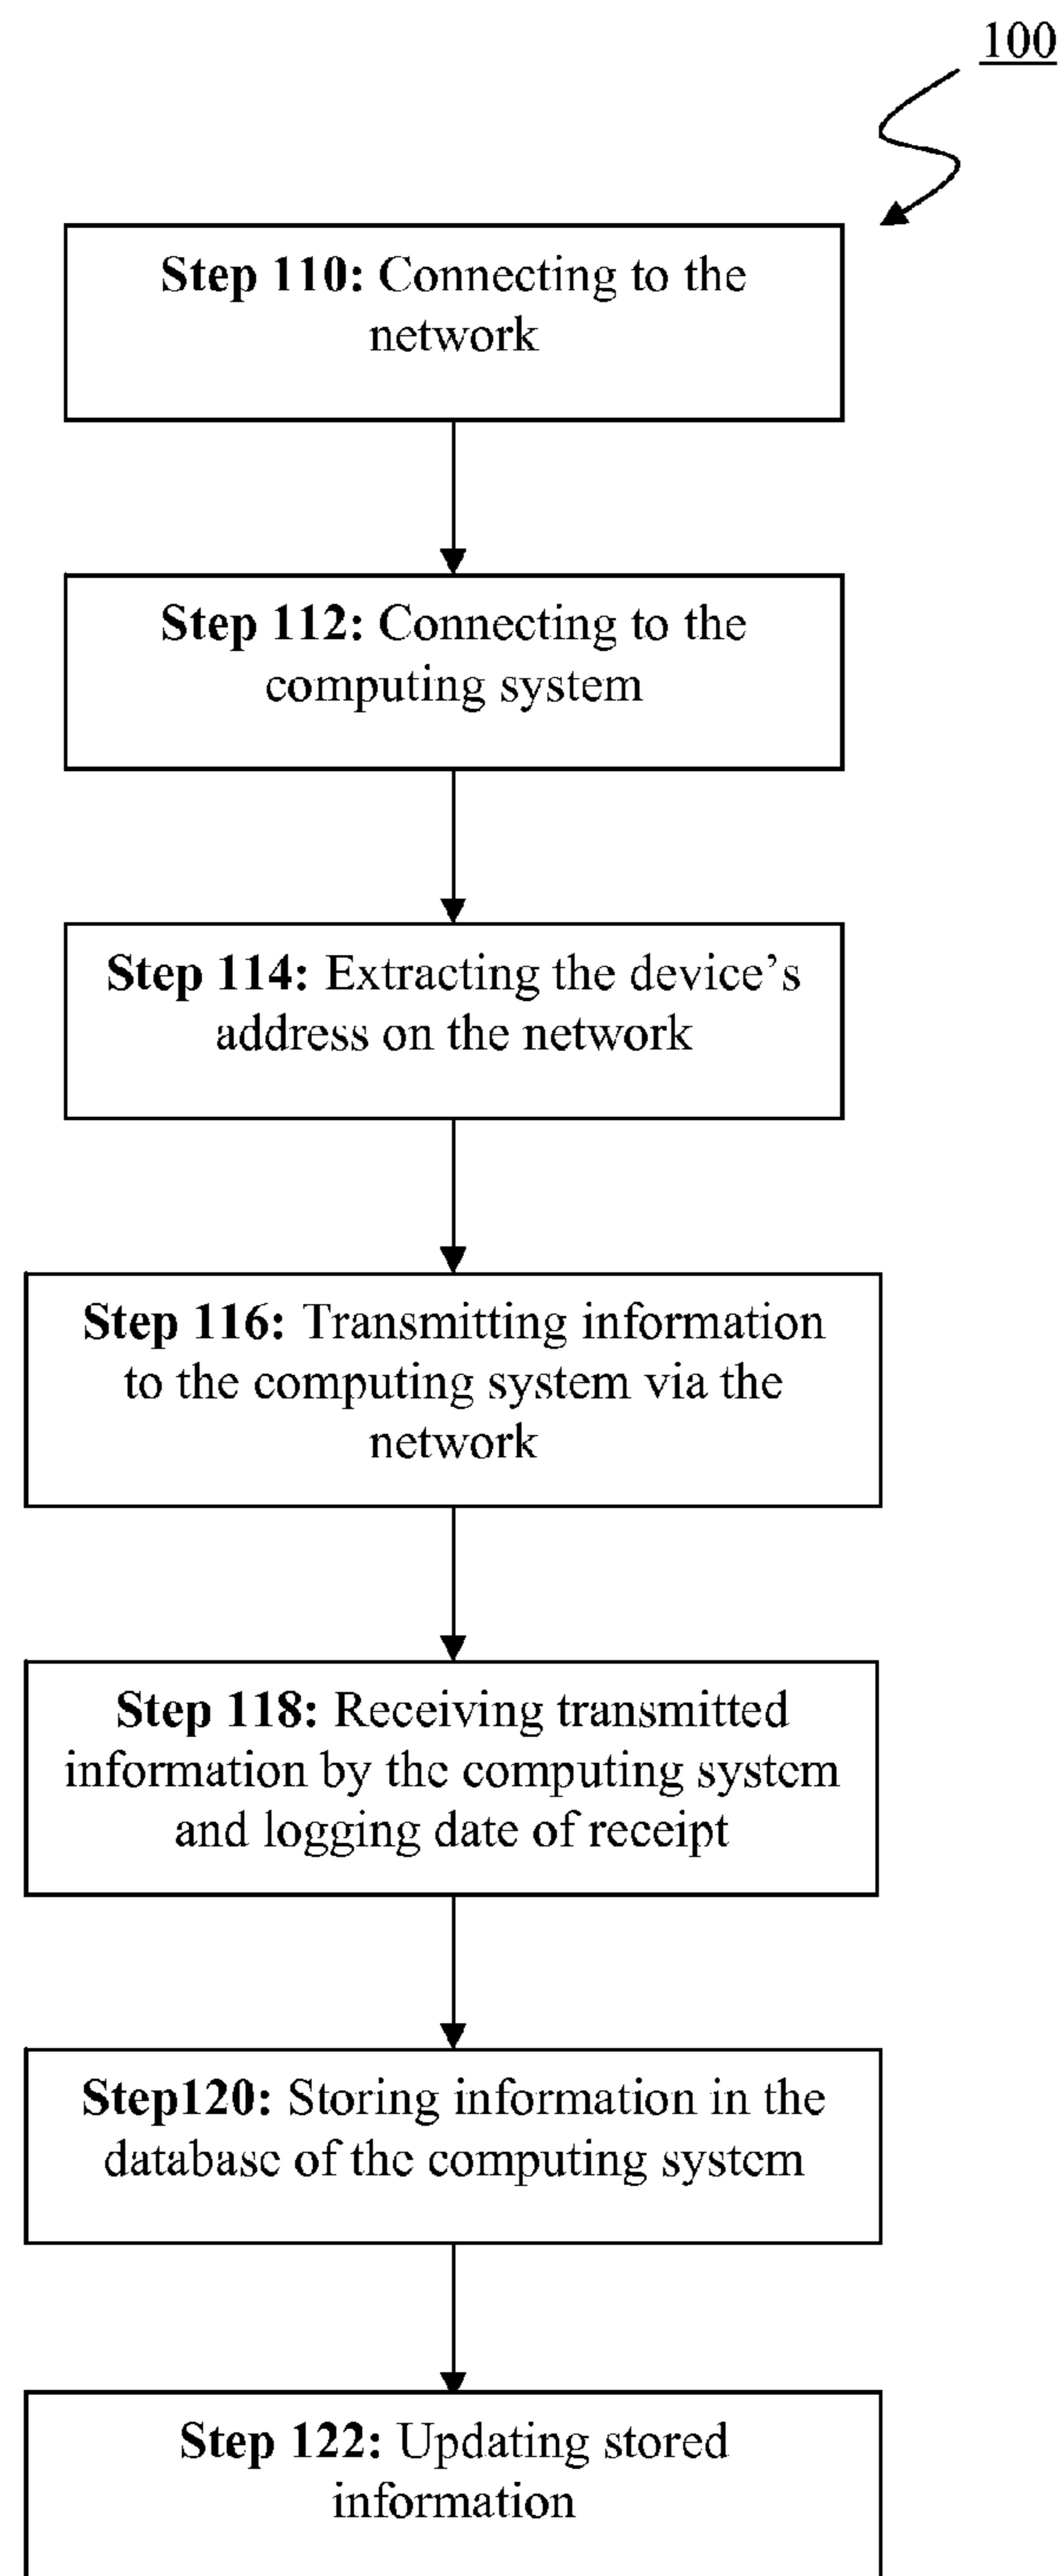 100
Step 110: Connecting to the
network
Step 112: Connecting to the
computing system
Step 114: Extracting the device’s
address on the network
Step 116: Transmitting information
to the computing system via the
network
Step 118: Receiving transmitted
information by the computing system
and logging date of receipt
Step120: Storing information in the
database of the computing system
Step 122: Updating stored
information